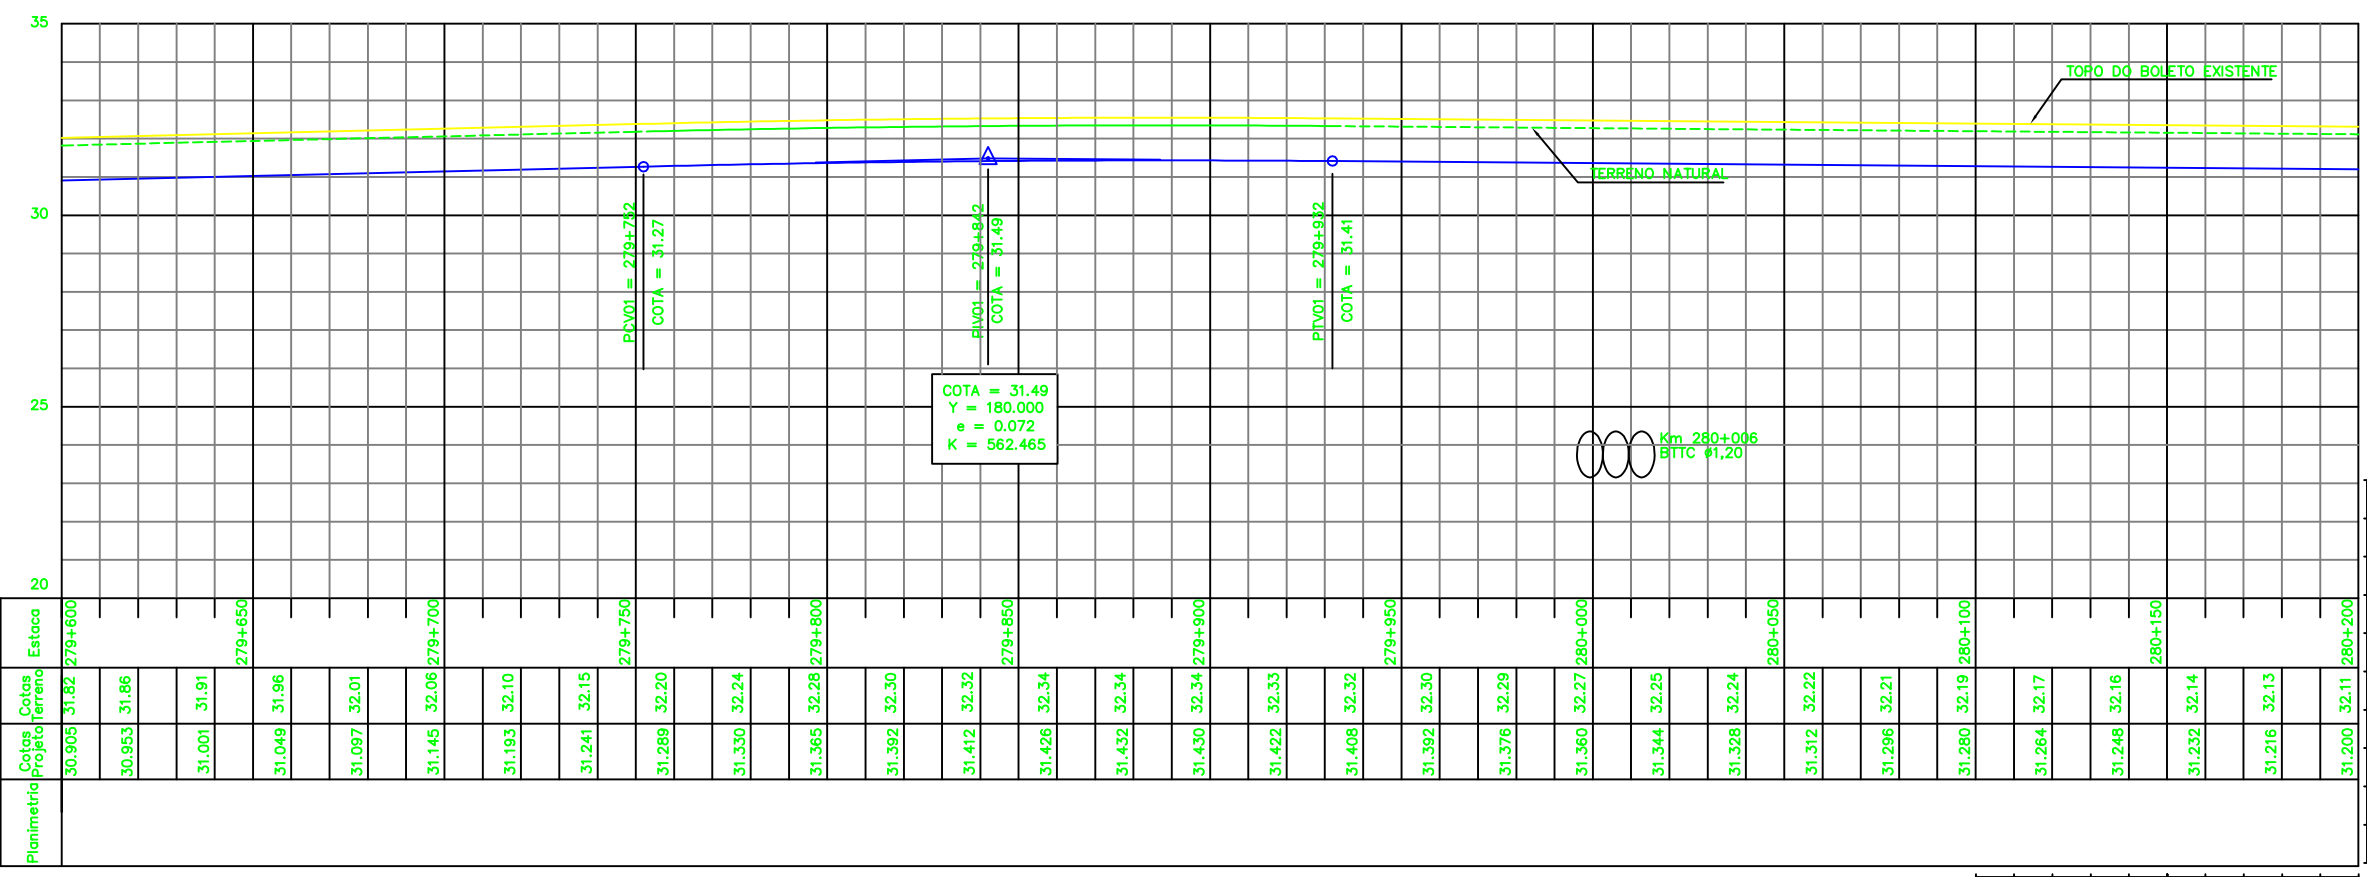 35
TOPO DO BOLETO EXISTENTE
TERRENO NATURAL
30
PCV01 = 279+752
COTA = 31.27
PIV01 = 279+842
COTA = 31.49
PTV01 = 279+932
COTA = 31.41
25
COTA = 31.49
Y = 180.000
e = 0.072
K = 562.465
Km 280+006
BTTC Ø1,20
20
Estaca
279+600 279+650 279+700 279+750 279+800 279+850 279+900 279+950 280+000 280+050 280+100 280+150 280+200
Cotas
Terreno
31.82 31.86 31.91 31.96 32.01 32.06 32.10 32.15 32.20 32.24 32.28 32.30 32.32 32.34 32.34 32.34 32.33 32.32 32.30 32.29 32.27 32.25 32.24 32.22 32.21 32.19 32.17 32.16 32.14 32.13 32.11
Cotas
Projeto
30.905 30.953 31.001 31.049 31.097 31.145 31.193 31.241 31.289 31.330 31.365 31.392 31.412 31.426 31.432 31.430 31.422 31.408 31.392 31.376 31.360 31.344 31.328 31.312 31.296 31.280 31.264 31.248 31.232 31.216 31.200
Planimetria